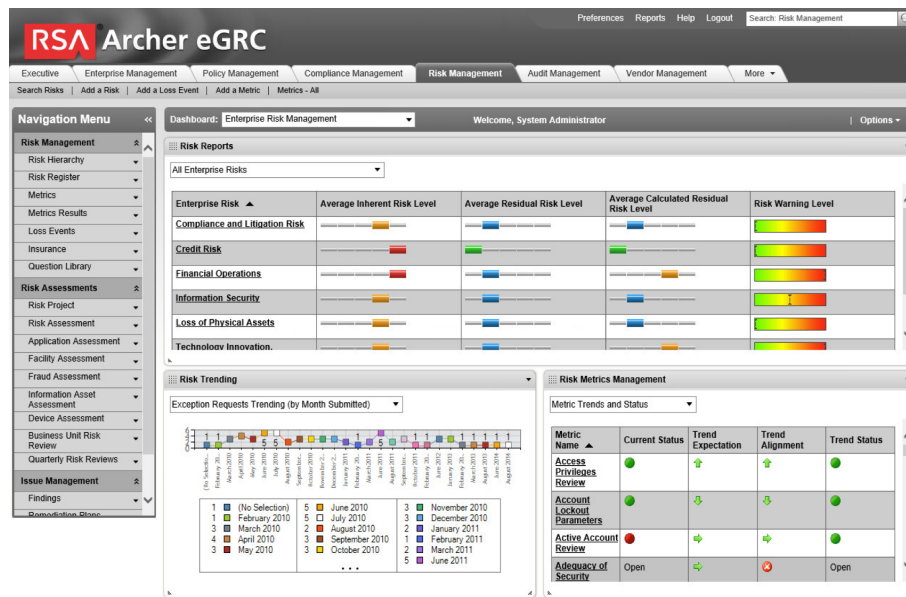 Preferences Reports Help Logout Search: Risk Management
RSA Archer eGRC
Executive Enterprise Management Policy Management Compliance Management Risk Management Audit Management Vendor Management More
Search Risks | Add a Risk | Add a Loss Event | Add a Metric | Metrics - All
Navigation Menu «
Risk Management
Risk Hierarchy
Risk Register
Metrics
Metrics Results
Loss Events
Insurance
Question Library
Risk Assessments
Risk Project
Risk Assessment
Application Assessment
Facility Assessment
Fraud Assessment
Information Asset
Assessment
Device Assessment
Business Unit Risk
Review
Quarterly Risk Reviews
Issue Management
Findings
Remediation Plans
Dashboard: Enterprise Risk Management Welcome, System Administrator | Options
Risk Reports
All Enterprise Risks
Enterprise Risk Average Inherent Risk Level Average Residual Risk Level Average Calculated Residual Risk Level Risk Warning Level
Compliance and Litigation Risk
Credit Risk
Financial Operations
Information Security
Loss of Physical Assets
Technology Innovation,
Risk Trending
Exception Requests Trending (by Month Submitted)
1 (No Selection) 5 June 2010 3 November 2010
1 February 2010 5 July 2010 3 December 2010
3 March 2010 2 August 2010 2 January 2011
4 April 2010 3 September 2010 1 February 2011
3 May 2010 3 October 2010 2 March 2011
5 June 2011
...
Risk Metrics Management
Metric Trends and Status
Metric Name Current Status Trend Expectation Trend Alignment Trend Status
Access
Privileges
Review
Account
Lockout
Parameters
Active Account
Review
Adequacy of Open Open
Security